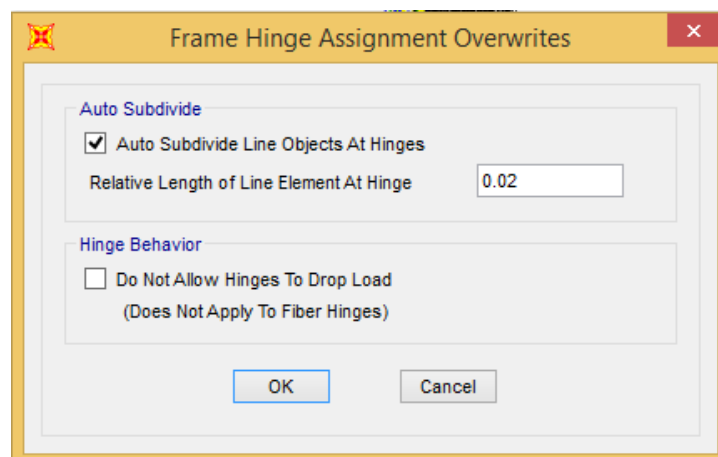 Frame Hinge Assignment Overwrites
Auto Subdivide
Auto Subdivide Line Objects At Hinges
Relative Length of Line Element At Hinge 0.02
Hinge Behavior
Do Not Allow Hinges To Drop Load
(Does Not Apply To Fiber Hinges)
OK Cancel